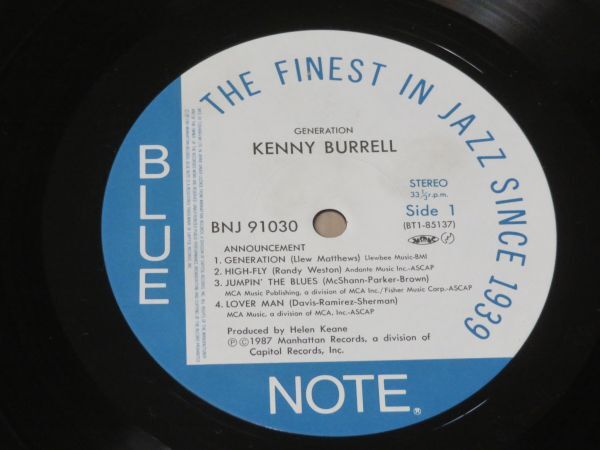 THE FINEST IN JAZZ SINCE 1939
GENERATION
KENNY BURRELL
STEREO
33 1/3 r.p.m.
BNJ 91030
Side 1
(BT1-85137)
ANNOUNCEMENT
1. GENERATION (Llew Matthews) Llewbee Music-BMI
2. HIGH-FLY (Randy Weston) Andante Music Inc.-ASCAP
3. JUMPIN' THE BLUES (McShann-Parker-Brown)
MCA Music Publishing, a division of MCA Inc./Fisher Music Corp.-ASCAP
4. LOVER MAN (Davis-Ramirez-Sherman)
MCA Music, a division of MCA, Inc.-ASCAP
Produced by Helen Keane
Ⓟ©1987 Manhattan Records, a division of
Capitol Records, Inc.
BLUE
NOTE®